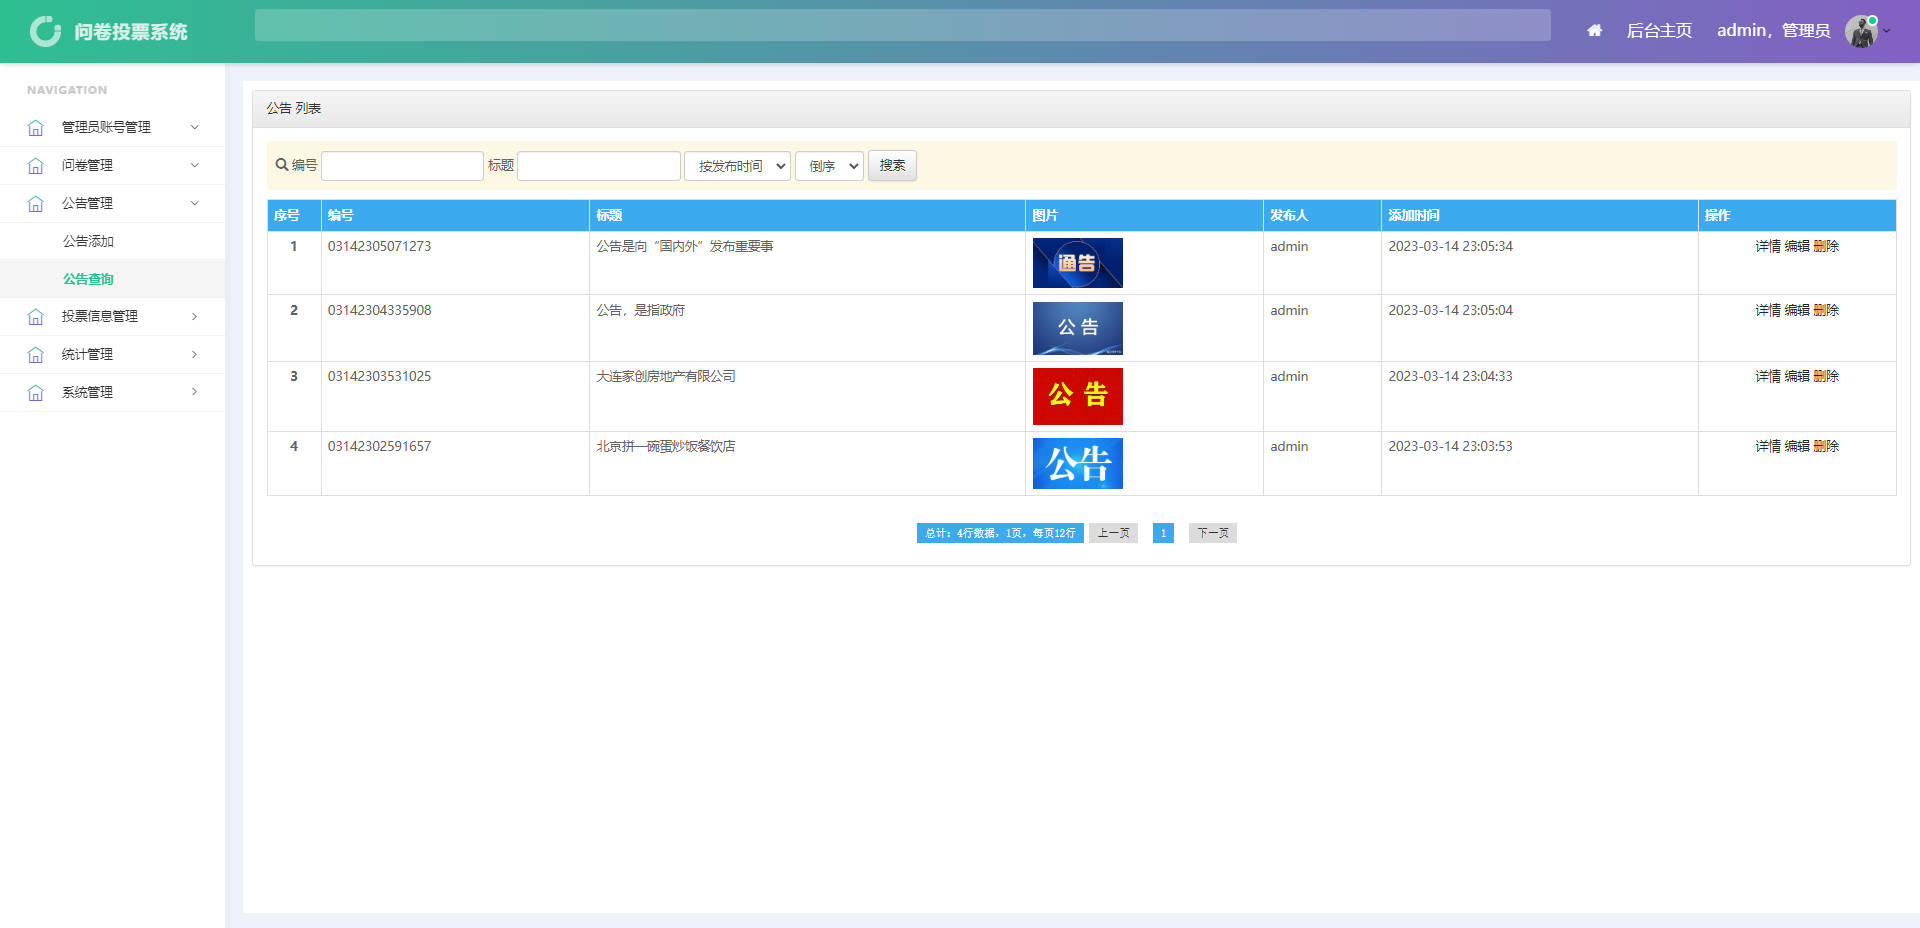 问卷投票系统
后台主页 admin，管理员
NAVIGATION
管理员账号管理
问卷管理
公告管理
公告添加
公告查询
投票信息管理
统计管理
系统管理
公告 列表
编号 标题 按发布时间 倒序 搜索
序号 编号 标题 图片 发布人 添加时间 操作
1 03142305071273 公告是向“国内外”发布重要事 通告 admin 2023-03-14 23:05:34 详情 编辑 删除
2 03142304335908 公告，是指政府 公告 admin 2023-03-14 23:05:04 详情 编辑 删除
3 03142303531025 大连家创房地产有限公司 公告 admin 2023-03-14 23:04:33 详情 编辑 删除
4 03142302591657 北京拼一碗蛋炒饭餐饮店 公告 admin 2023-03-14 23:03:53 详情 编辑 删除
总计：4行数据，1页，每页12行 上一页 1 下一页